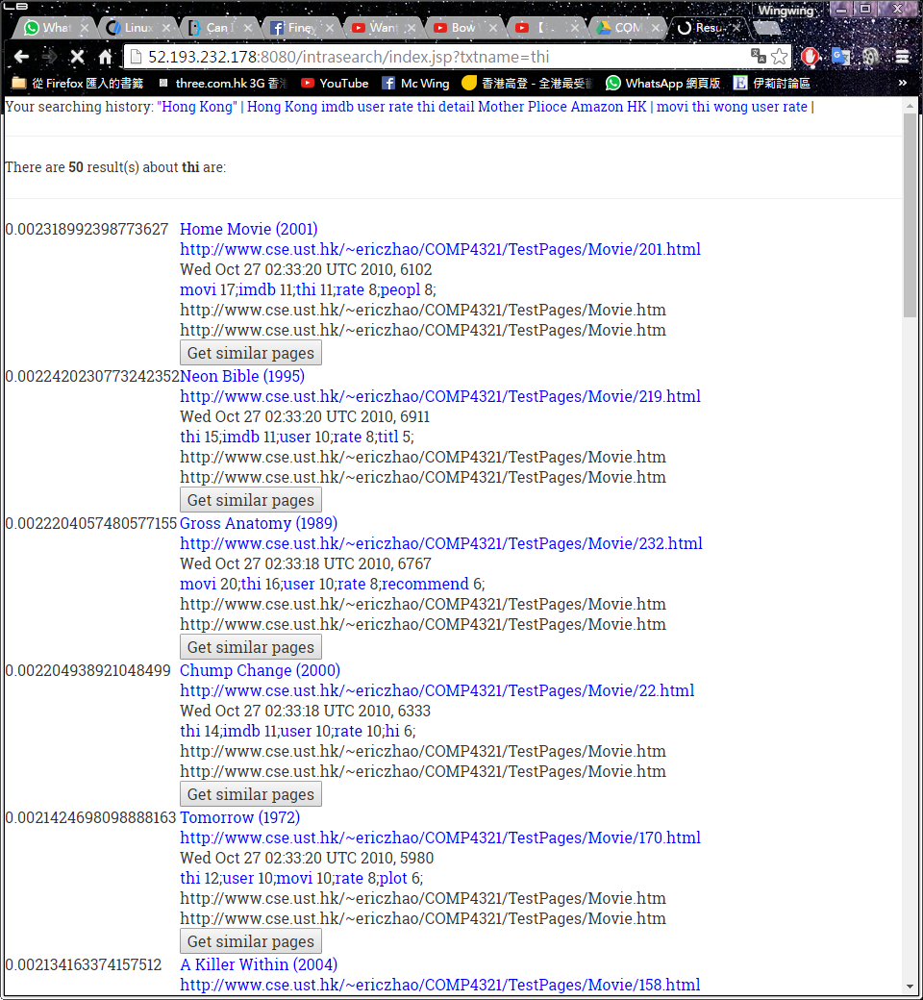 Wingwing
What
Linux
Can I
Finey
Want
Bow
COM
Resu
52.193.232.178:8080/intrasearch/index.jsp?txtname=thi
從 Firefox 匯入的書籤 three.com.hk 3G 香港 YouTube Mc Wing 香港高登 - 全港最受 WhatsApp 網頁版 伊莉討論區 »
Your searching history: "Hong Kong" | Hong Kong imdb user rate thi detail Mother Plioce Amazon HK | movi thi wong user rate |
There are 50 result(s) about thi are:
0.002318992398773627 Home Movie (2001)
http://www.cse.ust.hk/~ericzhao/COMP4321/TestPages/Movie/201.html
Wed Oct 27 02:33:20 UTC 2010, 6102
movi 17;imdb 11;thi 11;rate 8;peopl 8;
http://www.cse.ust.hk/~ericzhao/COMP4321/TestPages/Movie.htm
http://www.cse.ust.hk/~ericzhao/COMP4321/TestPages/Movie.htm
Get similar pages
0.0022420230773242352 Neon Bible (1995)
http://www.cse.ust.hk/~ericzhao/COMP4321/TestPages/Movie/219.html
Wed Oct 27 02:33:20 UTC 2010, 6911
thi 15;imdb 11;user 10;rate 8;titl 5;
http://www.cse.ust.hk/~ericzhao/COMP4321/TestPages/Movie.htm
http://www.cse.ust.hk/~ericzhao/COMP4321/TestPages/Movie.htm
Get similar pages
0.0022204057480577155 Gross Anatomy (1989)
http://www.cse.ust.hk/~ericzhao/COMP4321/TestPages/Movie/232.html
Wed Oct 27 02:33:18 UTC 2010, 6767
movi 20;thi 16;user 10;rate 8;recommend 6;
http://www.cse.ust.hk/~ericzhao/COMP4321/TestPages/Movie.htm
http://www.cse.ust.hk/~ericzhao/COMP4321/TestPages/Movie.htm
Get similar pages
0.002204938921048499 Chump Change (2000)
http://www.cse.ust.hk/~ericzhao/COMP4321/TestPages/Movie/22.html
Wed Oct 27 02:33:18 UTC 2010, 6333
thi 14;imdb 11;user 10;rate 10;hi 6;
http://www.cse.ust.hk/~ericzhao/COMP4321/TestPages/Movie.htm
http://www.cse.ust.hk/~ericzhao/COMP4321/TestPages/Movie.htm
Get similar pages
0.0021424698098888163 Tomorrow (1972)
http://www.cse.ust.hk/~ericzhao/COMP4321/TestPages/Movie/170.html
Wed Oct 27 02:33:20 UTC 2010, 5980
thi 12;user 10;movi 10;rate 8;plot 6;
http://www.cse.ust.hk/~ericzhao/COMP4321/TestPages/Movie.htm
http://www.cse.ust.hk/~ericzhao/COMP4321/TestPages/Movie.htm
Get similar pages
0.002134163374157512 A Killer Within (2004)
http://www.cse.ust.hk/~ericzhao/COMP4321/TestPages/Movie/158.html